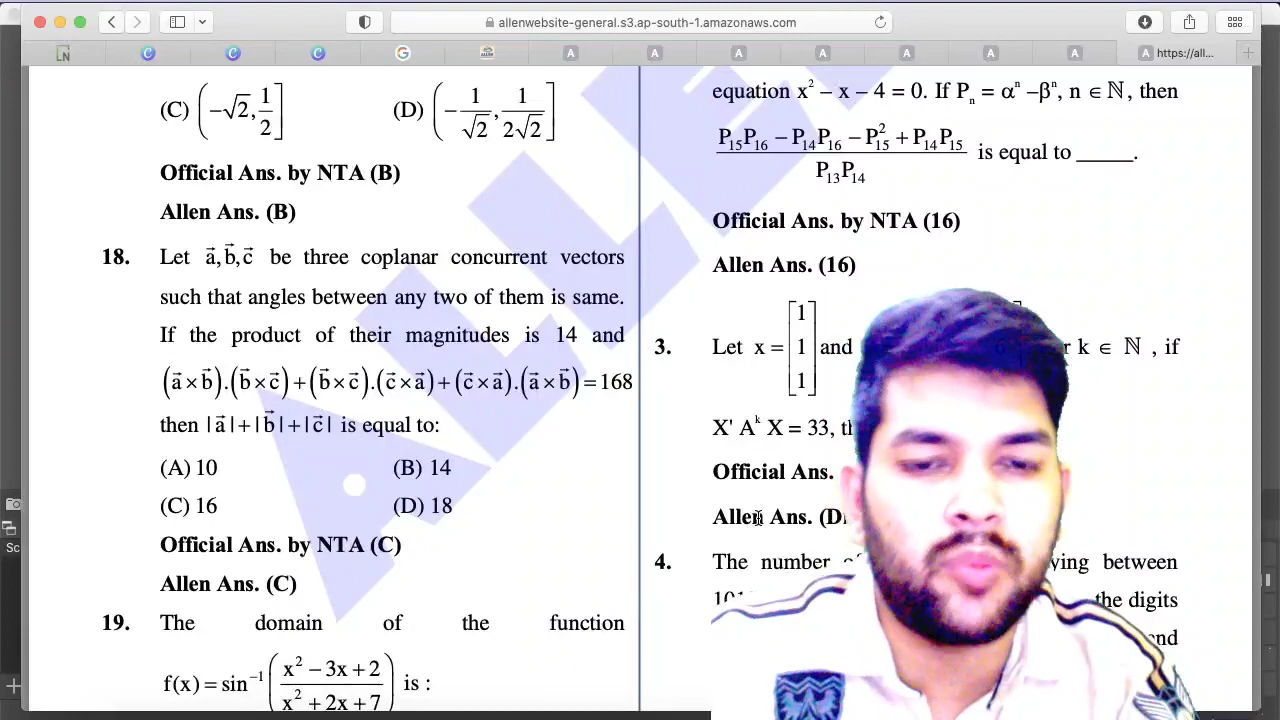 allenwebsite-general.s3.ap-south-1.amazonaws.com
https://all...
(C) (−√2, 1/2]
(D) (−1/√2, 1/2√2]
Official Ans. by NTA (B)
Allen Ans. (B)
18. Let a⃗, b⃗, c⃗ be three coplanar concurrent vectors
such that angles between any two of them is same.
If the product of their magnitudes is 14 and
(a⃗ × b⃗).(b⃗ × c⃗) + (b⃗ × c⃗).(c⃗ × a⃗) + (c⃗ × a⃗).(a⃗ × b⃗) = 168
then |a⃗| + |b⃗| + |c⃗| is equal to:
(A) 10
(B) 14
(C) 16
(D) 18
Official Ans. by NTA (C)
Allen Ans. (C)
19. The domain of the function
f(x) = sin⁻¹((x² − 3x + 2)/(x² + 2x + 7)) is :
equation x² − x − 4 = 0. If Pₙ = αⁿ − βⁿ, n ∈ ℕ, then
(P₁₅P₁₆ − P₁₄P₁₆ − P₁₅² + P₁₄P₁₅)/(P₁₃P₁₄) is equal to _____.
Official Ans. by NTA (16)
Allen Ans. (16)
3. Let x = [1 1 1] and k ∈ ℕ , if
X' Aᵏ X = 33,
Official Ans.
Allen Ans. (D
4. The number between
the digits
ALLEN
Sc